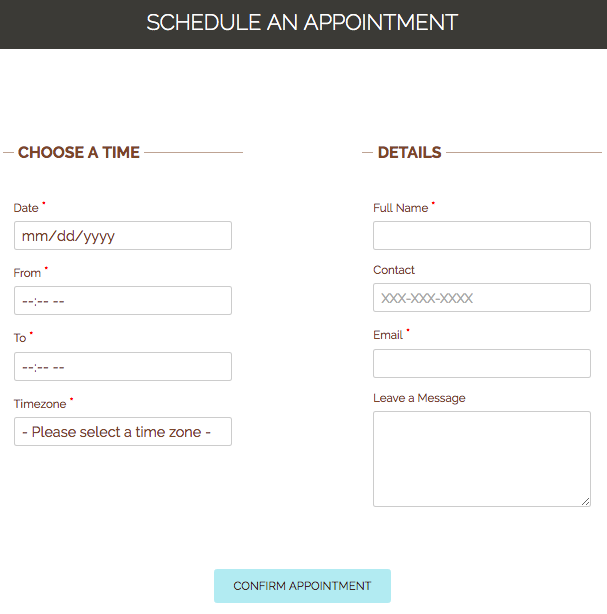 SCHEDULE AN APPOINTMENT
CHOOSE A TIME
Date *
mm/dd/yyyy
From *
--:-- --
To *
--:-- --
Timezone *
- Please select a time zone -
DETAILS
Full Name *
Contact
XXX-XXX-XXXX
Email *
Leave a Message
CONFIRM APPOINTMENT